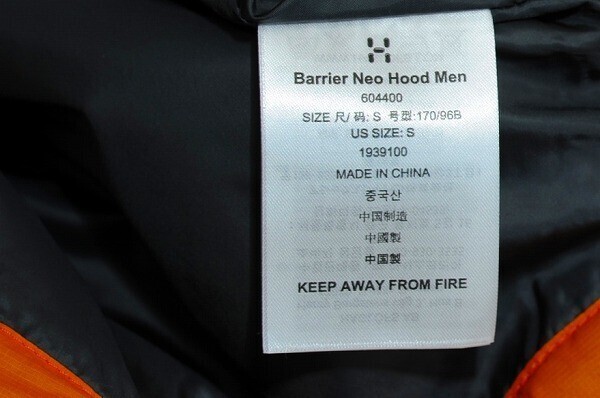 Barrier Neo Hood Men
604400
SIZE 尺/ 码: S 号型:170/96B
US SIZE: S
1939100
MADE IN CHINA
중국산
中国制造
中國製
中国製
KEEP AWAY FROM FIRE